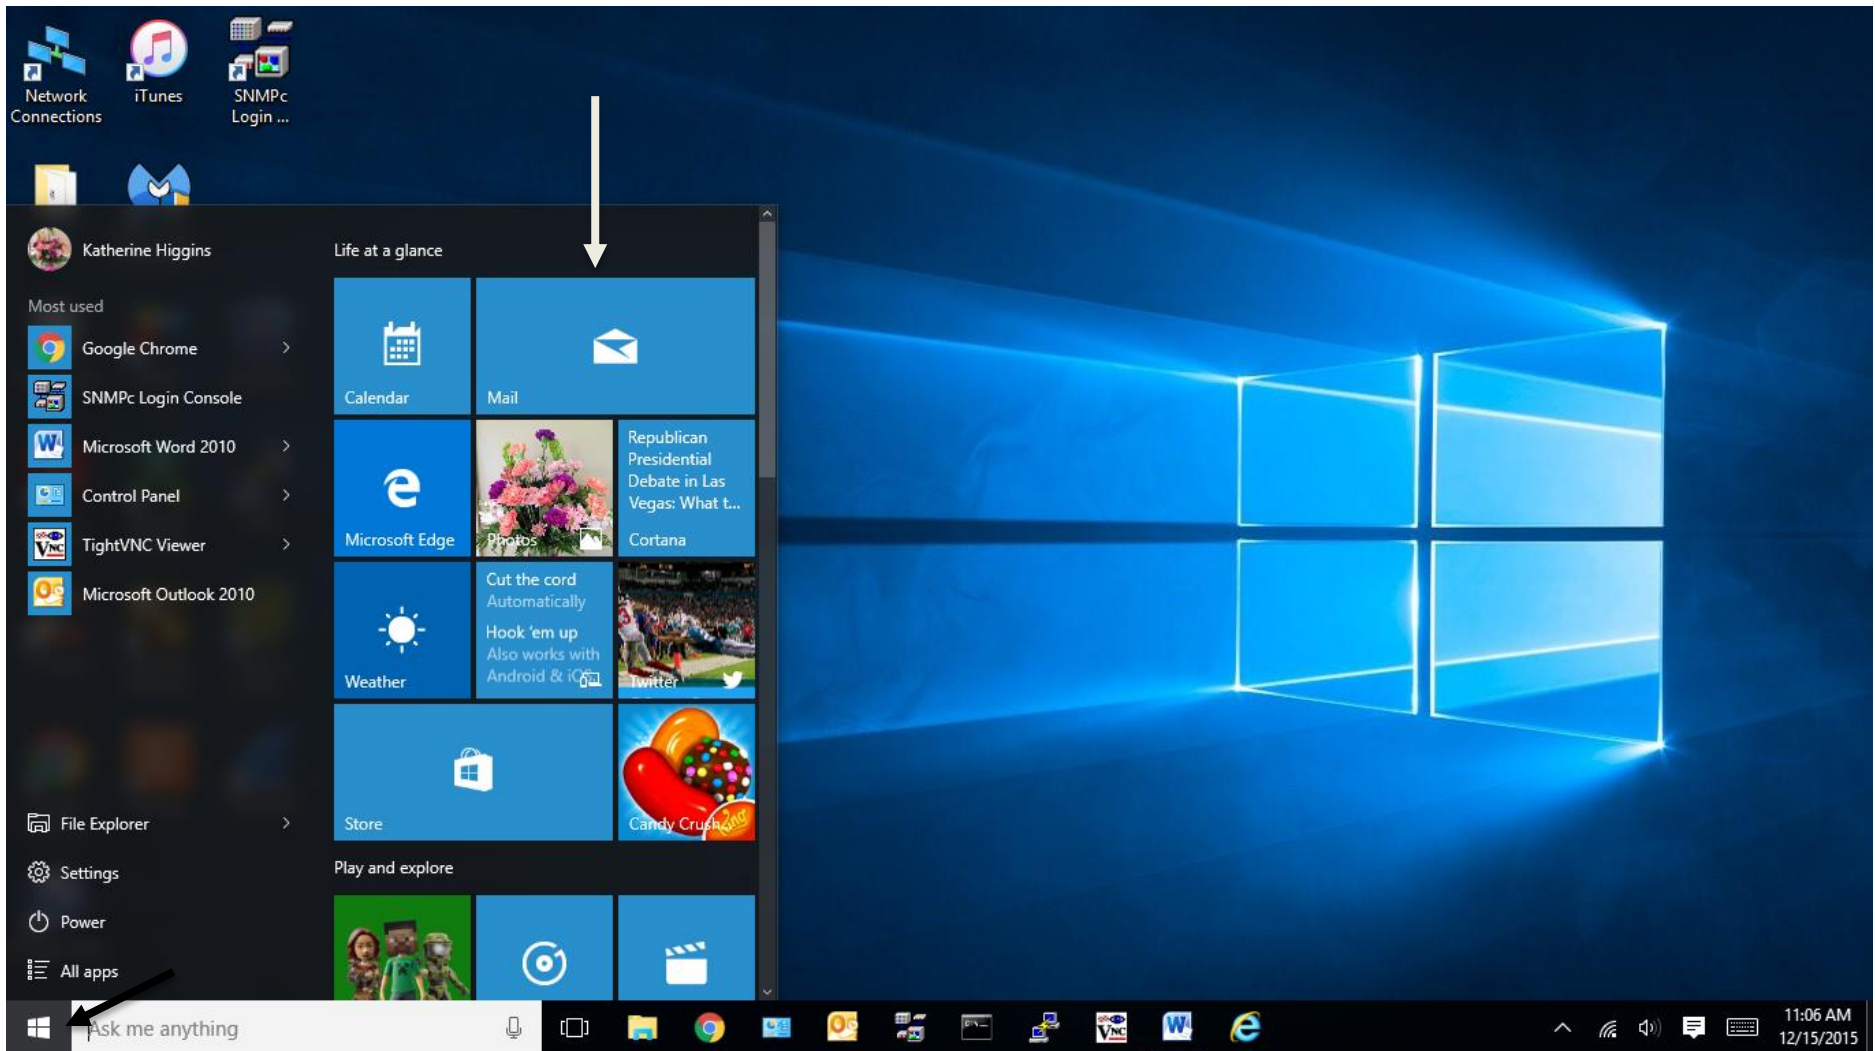 Network
Connections
iTunes
SNMPc
Login ...
Katherine Higgins
Most used
Google Chrome
SNMPc Login Console
Microsoft Word 2010
Control Panel
TightVNC Viewer
Microsoft Outlook 2010
File Explorer
Settings
Power
All apps
Life at a glance
Calendar
Mail
Microsoft Edge
Photos
Republican
Presidential
Debate in Las
Vegas: What t...
Cortana
Weather
Cut the cord
Automatically
Hook 'em up
Also works with
Android & iOS
Twitter
Store
Candy Crush
King
Play and explore
Ask me anything
VNC
11:06 AM
12/15/2015